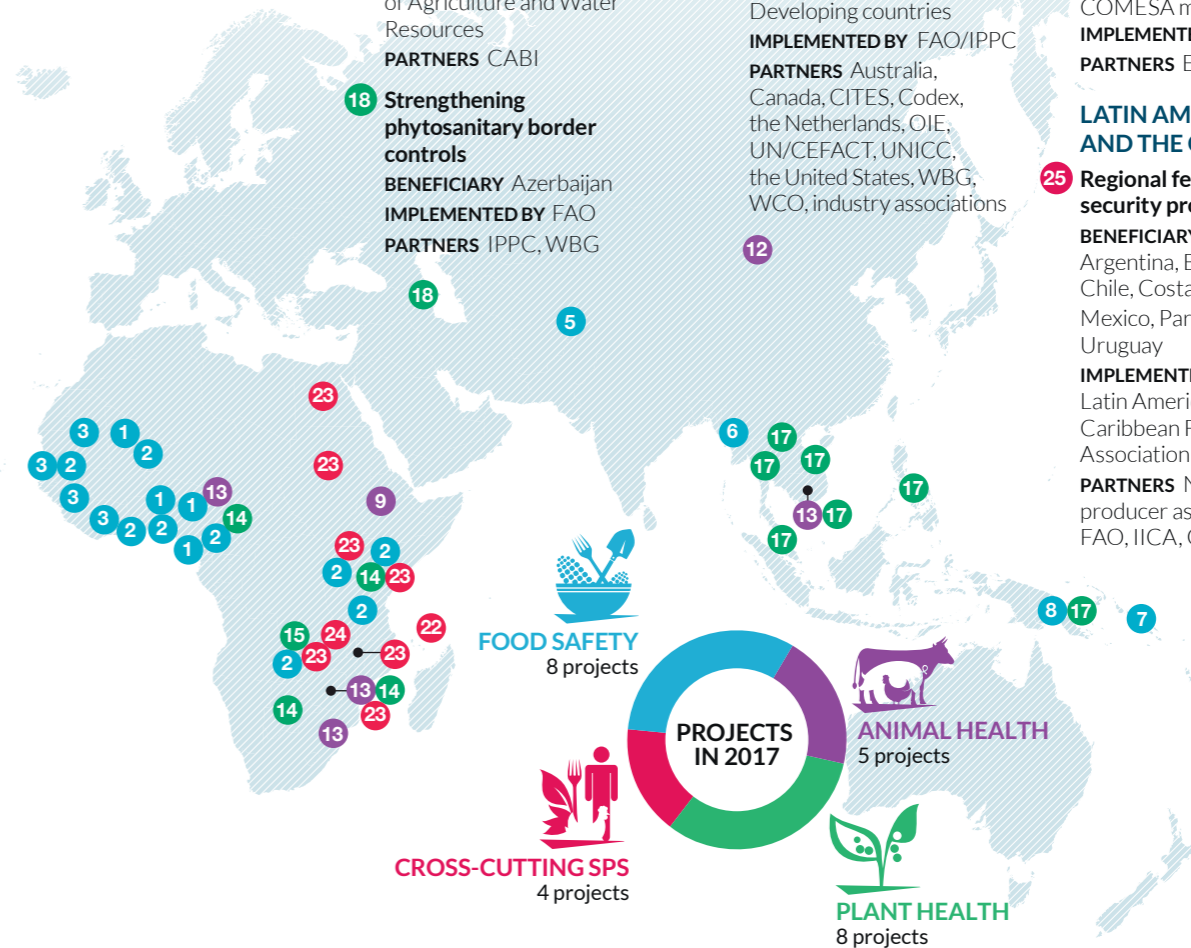 of Agriculture and Water
Resources
PARTNERS CABI
18 Strengthening
phytosanitary border
controls
BENEFICIARY Azerbaijan
IMPLEMENTED BY FAO
PARTNERS IPPC, WBG
Developing countries
IMPLEMENTED BY FAO/IPPC
PARTNERS Australia,
Canada, CITES, Codex,
the Netherlands, OIE,
UN/CEFACT, UNICC,
the United States, WBG,
WCO, industry associations
COMESA m
IMPLEMENTE
PARTNERS E
LATIN AM
AND THE C
25 Regional fe
security pro
BENEFICIARY
Argentina, B
Chile, Costa
Mexico, Par
Uruguay
IMPLEMENTE
Latin Ameri
Caribbean F
Association
PARTNERS N
producer as
FAO, IICA, C
12
18
5
23
3 1
2
6 17
3 2
23
17 17
3
1 1 13
9
17
3 2 2 2 14
13 17
1
23 2
17
2 14 23
2
8 17 7
15 24 22
2 23 23
13 14
14 23
13
FOOD SAFETY
8 projects
PROJECTS
IN 2017
ANIMAL HEALTH
5 projects
CROSS-CUTTING SPS
4 projects
PLANT HEALTH
8 projects